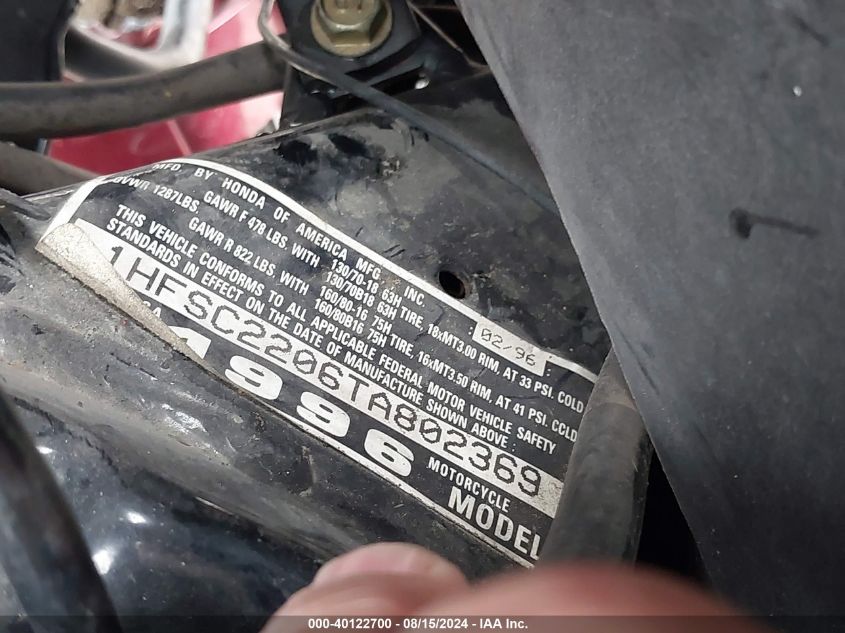 MFD BY HONDA OF AMERICA MFG. INC. 02/96
GVWR 1287LBS.
GAWR F 478 LBS. WITH 130/70-18 63H
130/70B18 63H TIRE, 18xMT3.00 RIM, AT 33 PSI. COLD
GAWR R 822 LBS. WITH 160/80-16 75H
160/80B16 75H TIRE, 16xMT3.50 RIM, AT 41 PSI. COLD
THIS VEHICLE CONFORMS TO ALL APPLICABLE FEDERAL MOTOR VEHICLE SAFETY
STANDARDS IN EFFECT ON THE DATE OF MANUFACTURE SHOWN ABOVE.
1HFSC2206TA802369
1996 MOTORCYCLE
MODEL
000-40122700 - 08/15/2024 - IAA Inc.